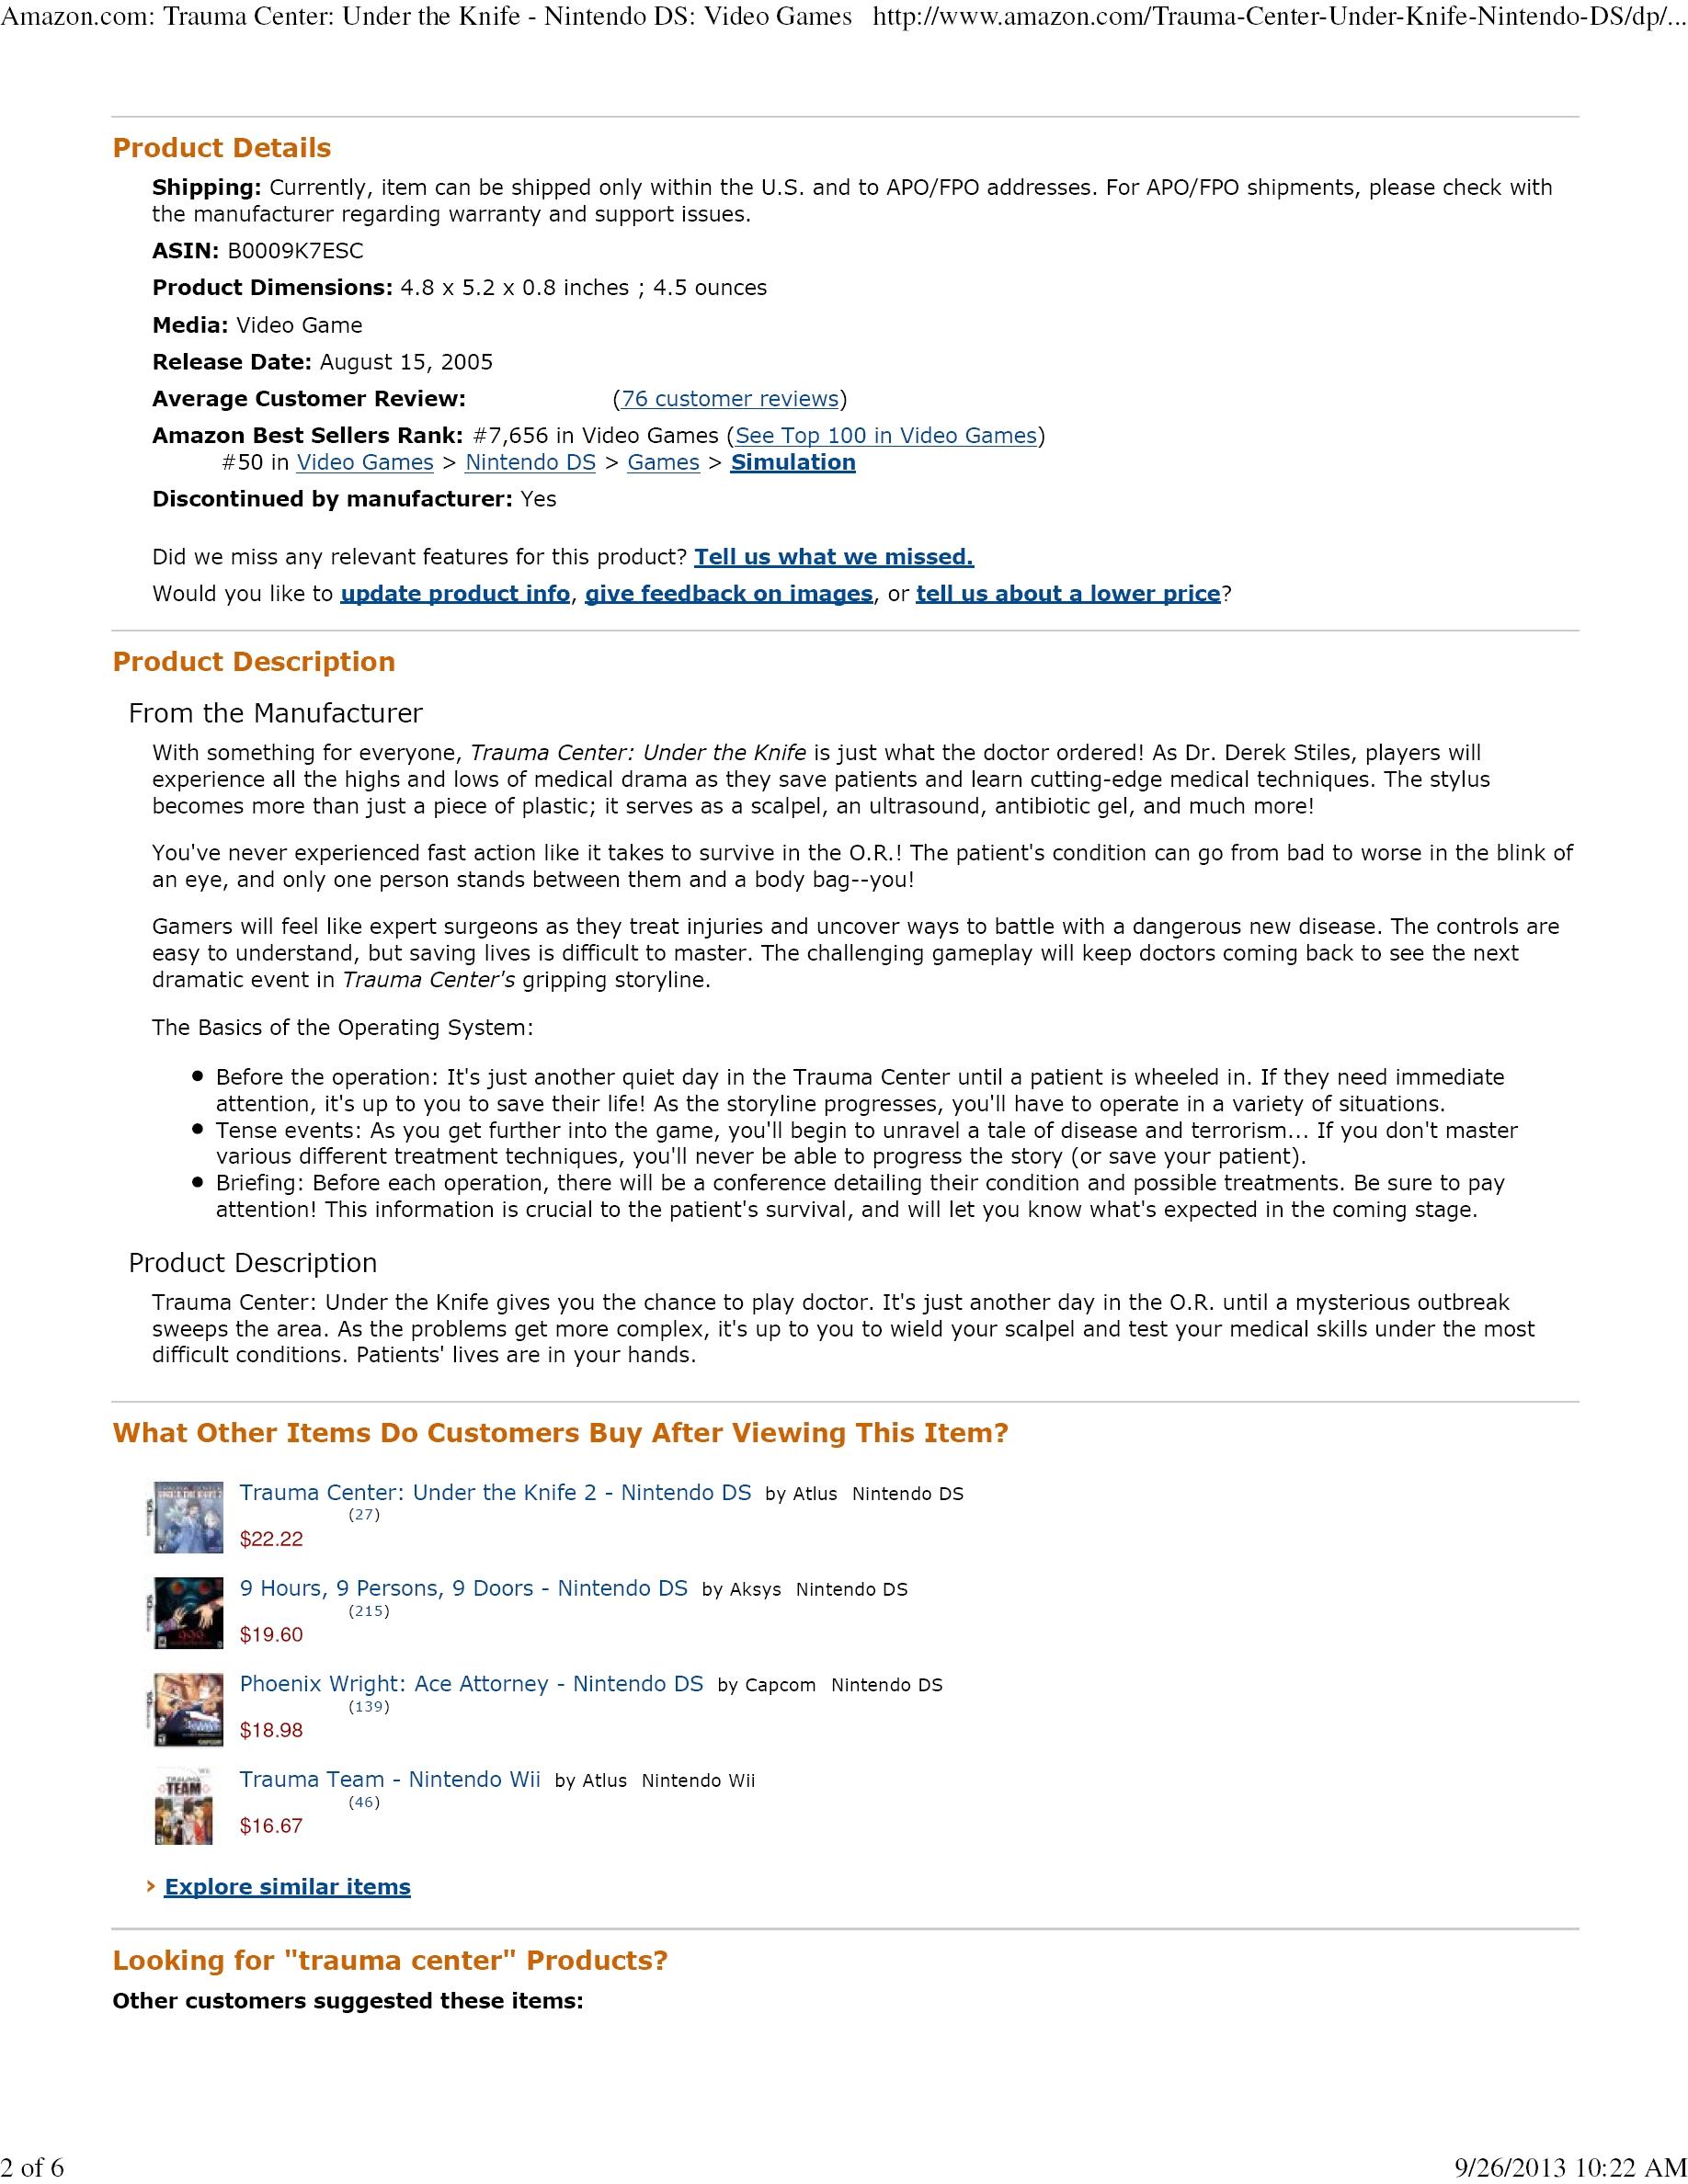 Amazon.com: Trauma Center: Under the Knife - Nintendo DS: Video Games http://www.amazon.com/Trauma-Center-Under-Knife-Nintendo-DS/dp/...
Product Details
Shipping: Currently, item can be shipped only within the U.S. and to APO/FPO addresses. For APO/FPO shipments, please check with
the manufacturer regarding warranty and support issues.
ASIN: B0009K7ESC
Product Dimensions: 4.8 x 5.2 x 0.8 inches ; 4.5 ounces
Media: Video Game
Release Date: August 15, 2005
Average Customer Review: (76 customer reviews)
Amazon Best Sellers Rank: #7,656 in Video Games (See Top 100 in Video Games)
#50 in Video Games > Nintendo DS > Games > Simulation
Discontinued by manufacturer: Yes
Did we miss any relevant features for this product? Tell us what we missed.
Would you like to update product info, give feedback on images, or tell us about a lower price?
Product Description
From the Manufacturer
With something for everyone, Trauma Center: Under the Knife is just what the doctor ordered! As Dr. Derek Stiles, players will
experience all the highs and lows of medical drama as they save patients and learn cutting-edge medical techniques. The stylus
becomes more than just a piece of plastic; it serves as a scalpel, an ultrasound, antibiotic gel, and much more!
You've never experienced fast action like it takes to survive in the O.R.! The patient's condition can go from bad to worse in the blink of
an eye, and only one person stands between them and a body bag--you!
Gamers will feel like expert surgeons as they treat injuries and uncover ways to battle with a dangerous new disease. The controls are
easy to understand, but saving lives is difficult to master. The challenging gameplay will keep doctors coming back to see the next
dramatic event in Trauma Center's gripping storyline.
The Basics of the Operating System:
● Before the operation: It's just another quiet day in the Trauma Center until a patient is wheeled in. If they need immediate
attention, it's up to you to save their life! As the storyline progresses, you'll have to operate in a variety of situations.
● Tense events: As you get further into the game, you'll begin to unravel a tale of disease and terrorism... If you don't master
various different treatment techniques, you'll never be able to progress the story (or save your patient).
● Briefing: Before each operation, there will be a conference detailing their condition and possible treatments. Be sure to pay
attention! This information is crucial to the patient's survival, and will let you know what's expected in the coming stage.
Product Description
Trauma Center: Under the Knife gives you the chance to play doctor. It's just another day in the O.R. until a mysterious outbreak
sweeps the area. As the problems get more complex, it's up to you to wield your scalpel and test your medical skills under the most
difficult conditions. Patients' lives are in your hands.
What Other Items Do Customers Buy After Viewing This Item?
Trauma Center: Under the Knife 2 - Nintendo DS by Atlus Nintendo DS
(27)
$22.22
9 Hours, 9 Persons, 9 Doors - Nintendo DS by Aksys Nintendo DS
(215)
$19.60
Phoenix Wright: Ace Attorney - Nintendo DS by Capcom Nintendo DS
(139)
$18.98
TRAUMA
TEAM
Trauma Team - Nintendo Wii by Atlus Nintendo Wii
(46)
$16.67
› Explore similar items
Looking for "trauma center" Products?
Other customers suggested these items:
2 of 6
9/26/2013 10:22 AM